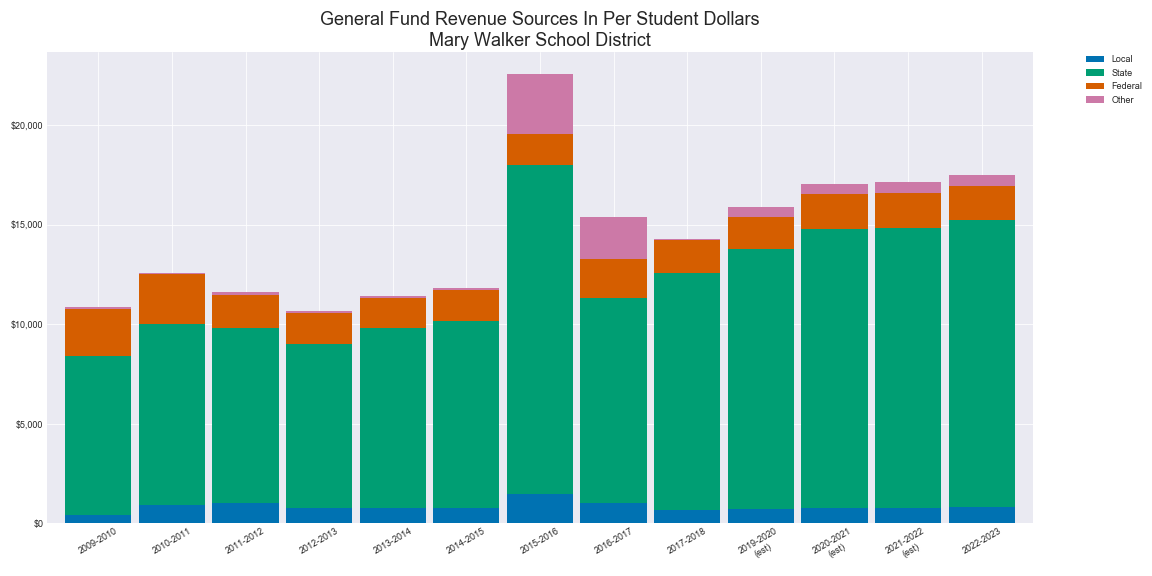 General Fund Revenue Sources In Per Student Dollars
Mary Walker School District
Local
State
Federal
Other
$20,000
$15,000
$10,000
$5,000
$0
2009-2010
2010-2011
2011-2012
2012-2013
2013-2014
2014-2015
2015-2016
2016-2017
2017-2018
2019-2020
(est)
2020-2021
(est)
2021-2022
(est)
2022-2023